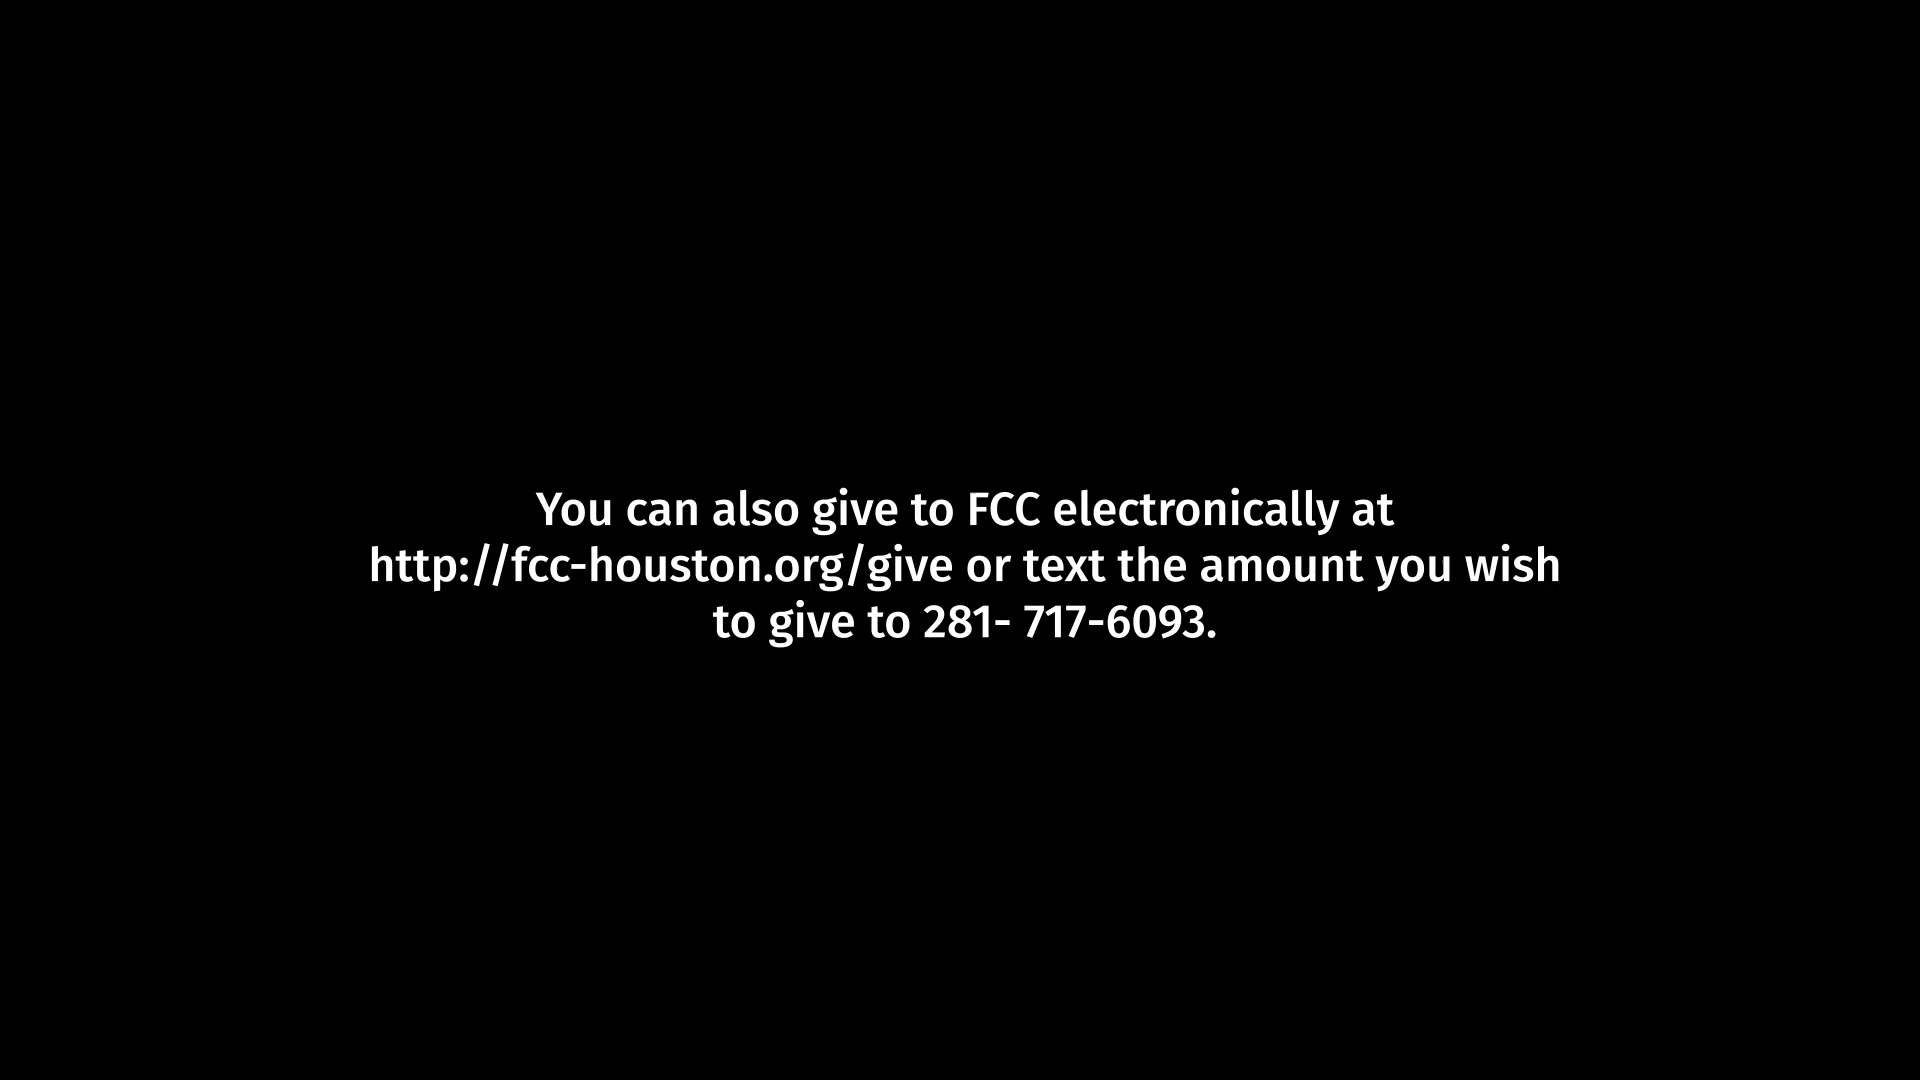 You can also give to FCC electronically at
http://fcc-houston.org/give or text the amount you wish
to give to 281- 717-6093.